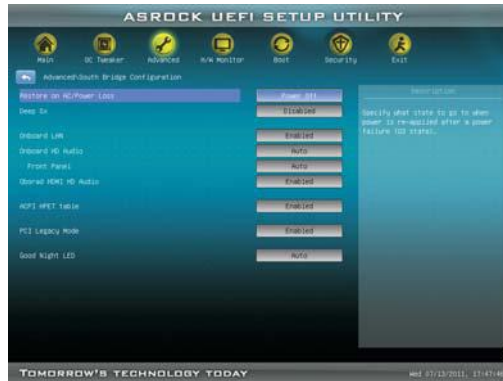 ASROCK UEFI SETUP UTILITY
Main OC Tweaker Advanced H/W Monitor Boot Security Exit
Advanced\South Bridge Configuration
Restore on AC/Power Loss Power Off
Deep Sx Disabled
Onboard LAN Enabled
Onboard HD Audio Auto
Front Panel Auto
Oborad HDMI HD Audio Enabled
ACPI HPET table Enabled
PCI Legacy Mode Enabled
Good Night LED Auto
Description
Specify what state to go to when
power is re-applied after a power
failure (G3 state).
TOMORROW'S TECHNOLOGY TODAY
Wed 07/13/2011, 17:47:46